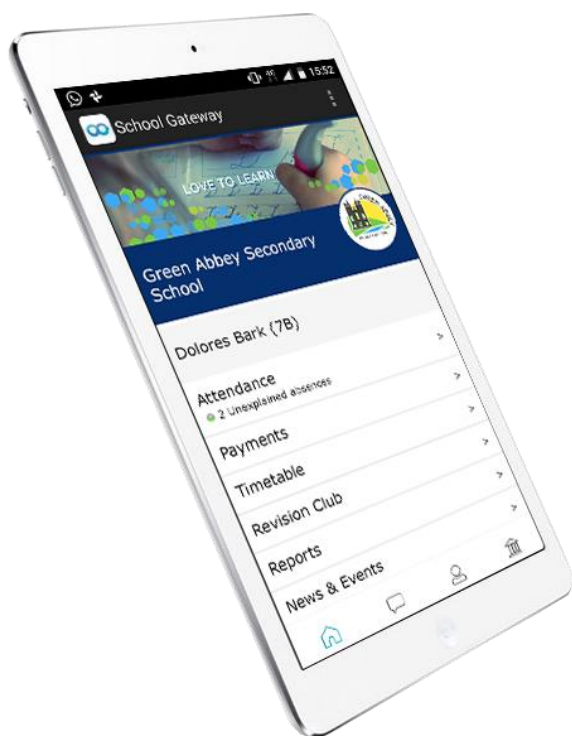 15:52
School Gateway
LOVE TO LEARN
Green Abbey Secondary
School
Dolores Bark (7B)
Attendance
2 Unexplained absences
Payments
Timetable
Revision Club
Reports
News & Events